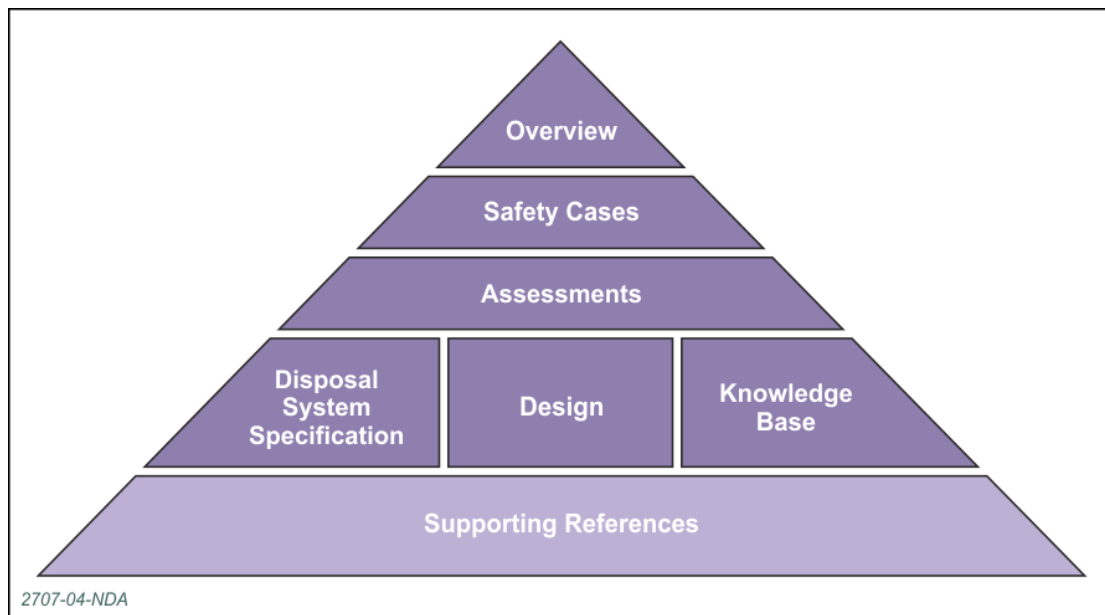 Overview
Safety Cases
Assessments
Disposal
System
Specification
Design
Knowledge
Base
Supporting References
2707-04-NDA